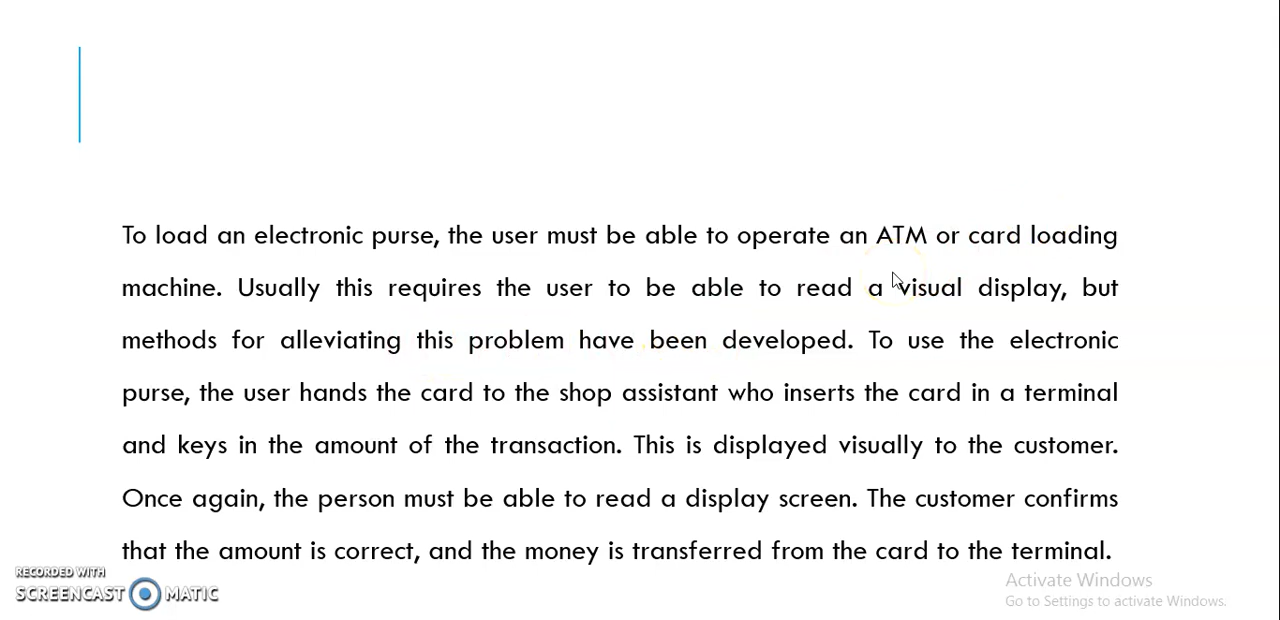 To load an electronic purse, the user must be able to operate an ATM or card loading
machine. Usually this requires the user to be able to read a visual display, but
methods for alleviating this problem have been developed. To use the electronic
purse, the user hands the card to the shop assistant who inserts the card in a terminal
and keys in the amount of the transaction. This is displayed visually to the customer.
Once again, the person must be able to read a display screen. The customer confirms
that the amount is correct, and the money is transferred from the card to the terminal.
RECORDED WITH
SCREENCAST MATIC
Activate Windows
Go to Settings to activate Windows.